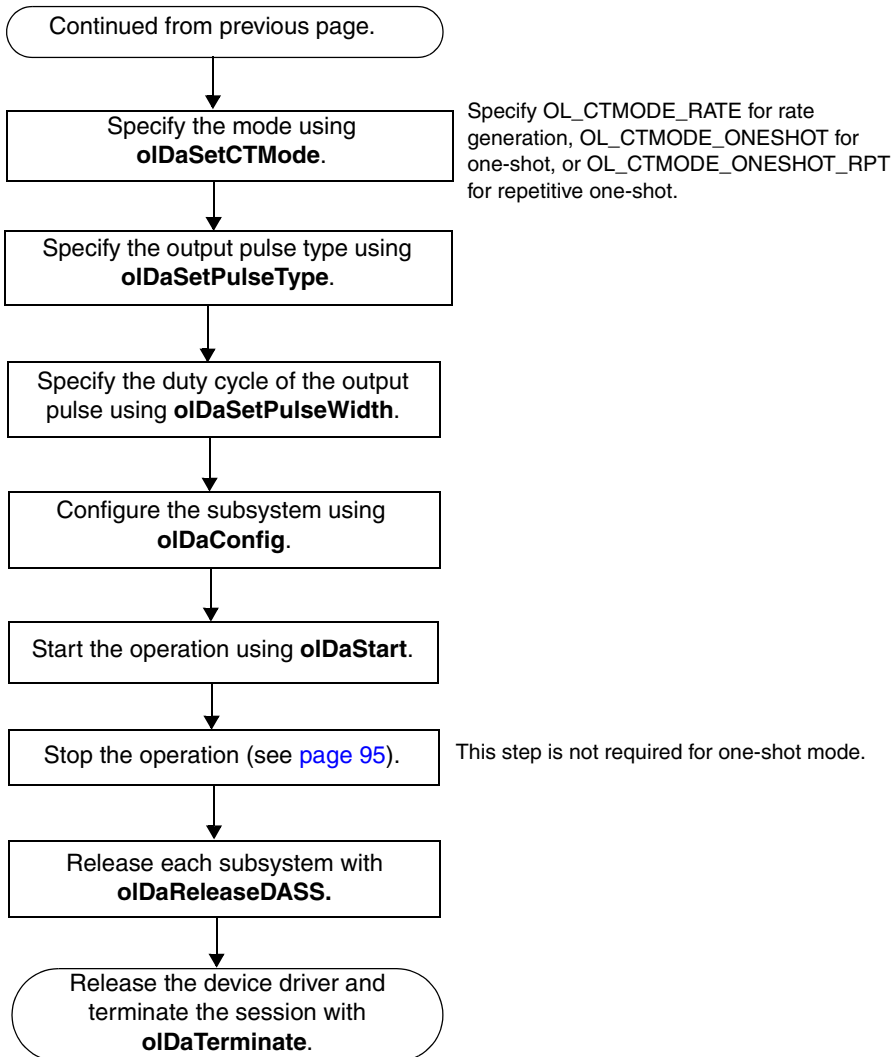 Continued from previous page.
Specify the mode using
olDaSetCTMode.
Specify OL_CTMODE_RATE for rate
generation, OL_CTMODE_ONESHOT for
one-shot, or OL_CTMODE_ONESHOT_RPT
for repetitive one-shot.
Specify the output pulse type using
olDaSetPulseType.
Specify the duty cycle of the output
pulse using olDaSetPulseWidth.
Configure the subsystem using
olDaConfig.
Start the operation using olDaStart.
Stop the operation (see page 95).
This step is not required for one-shot mode.
Release each subsystem with
olDaReleaseDASS.
Release the device driver and
terminate the session with
olDaTerminate.